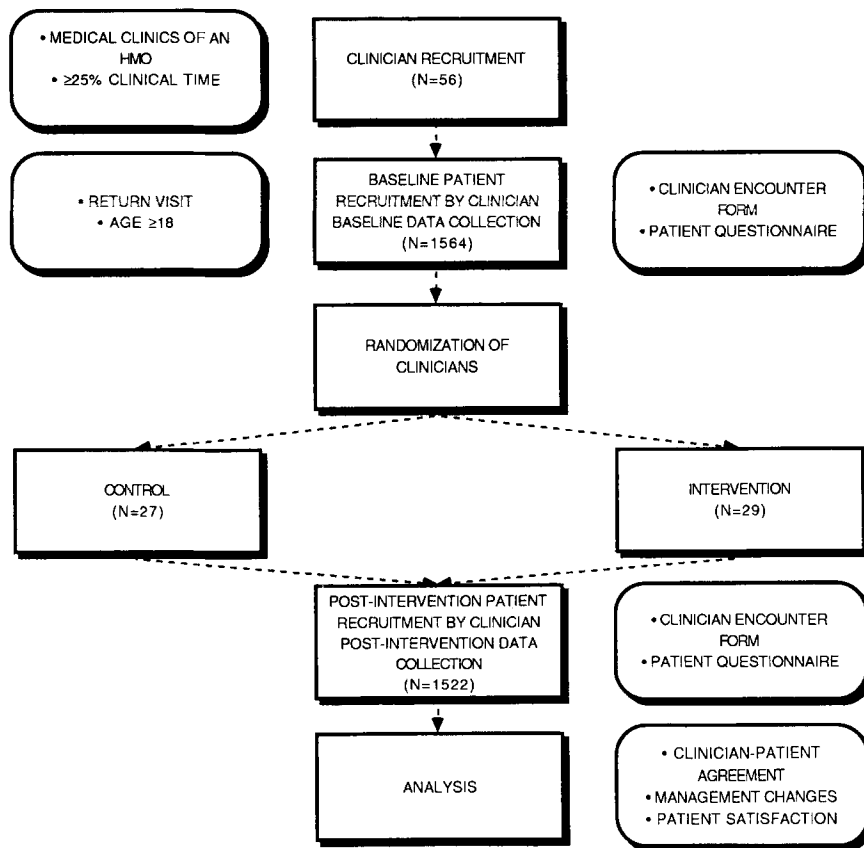 • MEDICAL CLINICS OF AN
HMO
• ≥25% CLINICAL TIME
CLINICIAN RECRUITMENT
(N=56)
• RETURN VISIT
• AGE ≥18
BASELINE PATIENT
RECRUITMENT BY CLINICIAN
BASELINE DATA COLLECTION
(N=1564)
• CLINICIAN ENCOUNTER
FORM
• PATIENT QUESTIONNAIRE
RANDOMIZATION OF
CLINICIANS
CONTROL
(N=27)
INTERVENTION
(N=29)
POST-INTERVENTION PATIENT
RECRUITMENT BY CLINICIAN
POST-INTERVENTION DATA
COLLECTION
(N=1522)
• CLINICIAN ENCOUNTER
FORM
• PATIENT QUESTIONNAIRE
ANALYSIS
• CLINICIAN-PATIENT
AGREEMENT
• MANAGEMENT CHANGES
• PATIENT SATISFACTION